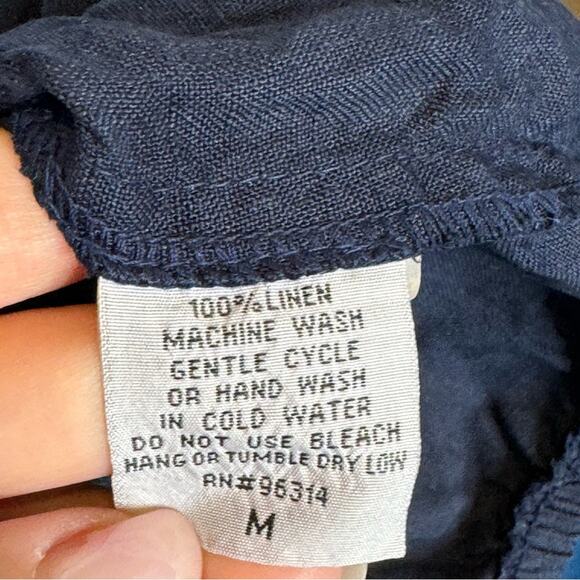 100% LINEN
MACHINE WASH
GENTLE CYCLE
OR HAND WASH
IN COLD WATER
DO NOT USE BLEACH
HANG OR TUMBLE DRY LOW
RN#96314
M